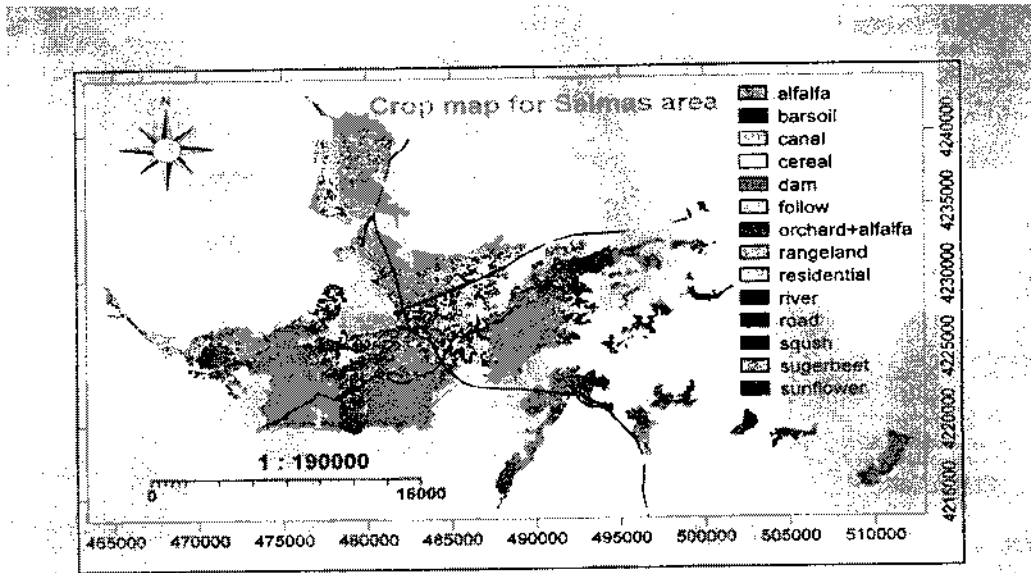 Crop map for Salmas area
N
alfalfa
barsoil
canal
cereal
dam
follow
orchard+alfalfa
rangeland
residential
river
road
sqush
sugerbeet
sunflower
1 : 190000
0 16000
4240000
4235000
4230000
4225000
4220000
4215000
465000 470000 475000 480000 485000 490000 495000 500000 505000 510000